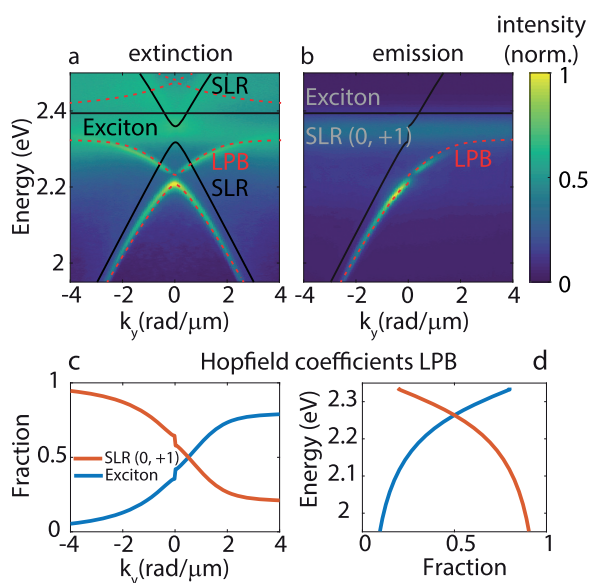 intensity
(norm.)
a extinction
b emission
1
0.5
0
Energy (eV)
2.4
2.2
2
SLR
Exciton
LPB
SLR
Exciton
SLR (0, +1)
LPB
-4 -2 0 2 4
-4 -2 0 2 4
ky(rad/μm)
ky(rad/μm)
c Hopfield coefficients LPB d
Fraction
1
0.5
0
SLR (0, +1)
Exciton
-4 -2 0 2 4
ky(rad/μm)
Energy (eV)
2.3
2.2
2.1
2
0 0.5 1
Fraction